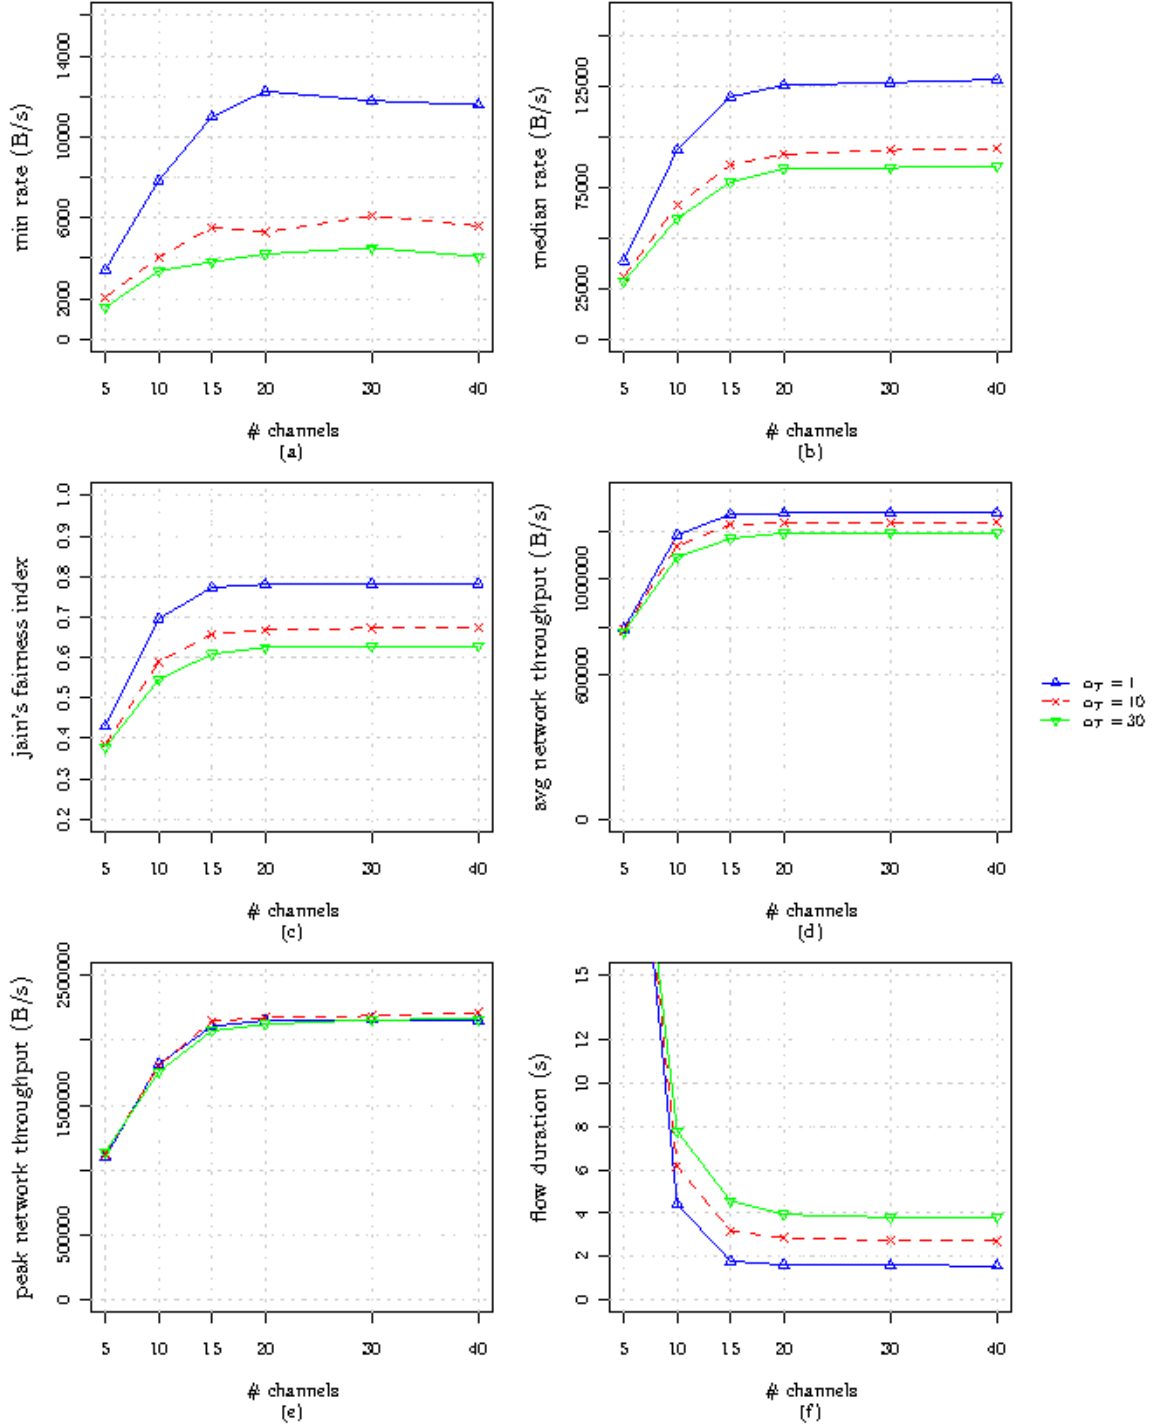 min rate (B/s)
0 2000 6000 10000 14000
5 10 15 20 30 40
# channels
(a)
median rate (B/s)
0 25000 75000 125000
5 10 15 20 30 40
# channels
(b)
jain's fairness index
0.2 0.3 0.4 0.5 0.6 0.7 0.8 0.9 1.0
5 10 15 20 30 40
# channels
(c)
avg network throughput (B/s)
0 600000 1000000
5 10 15 20 30 40
# channels
(d)
α_T = 1
α_T = 10
α_T = 30
peak network throughput (B/s)
0 500000 1500000 2500000
5 10 15 20 30 40
# channels
(e)
flow duration (s)
0 2 4 6 8 10 12 15
5 10 15 20 30 40
# channels
(f)